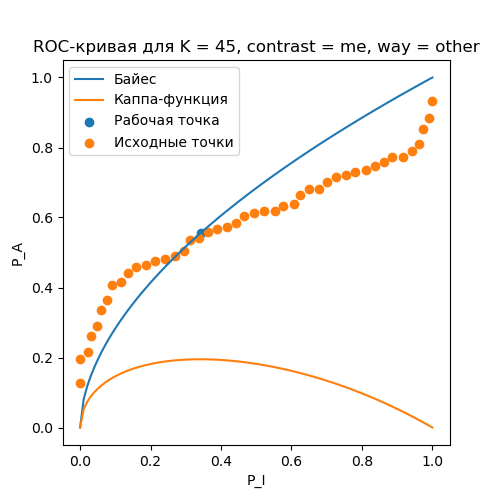 ROC-кривая для K = 45, contrast = me, way = other
Байес
Каппа-функция
Рабочая точка
Исходные точки
P_A
1.0
0.8
0.6
0.4
0.2
0.0
0.0 0.2 0.4 0.6 0.8 1.0
P_I